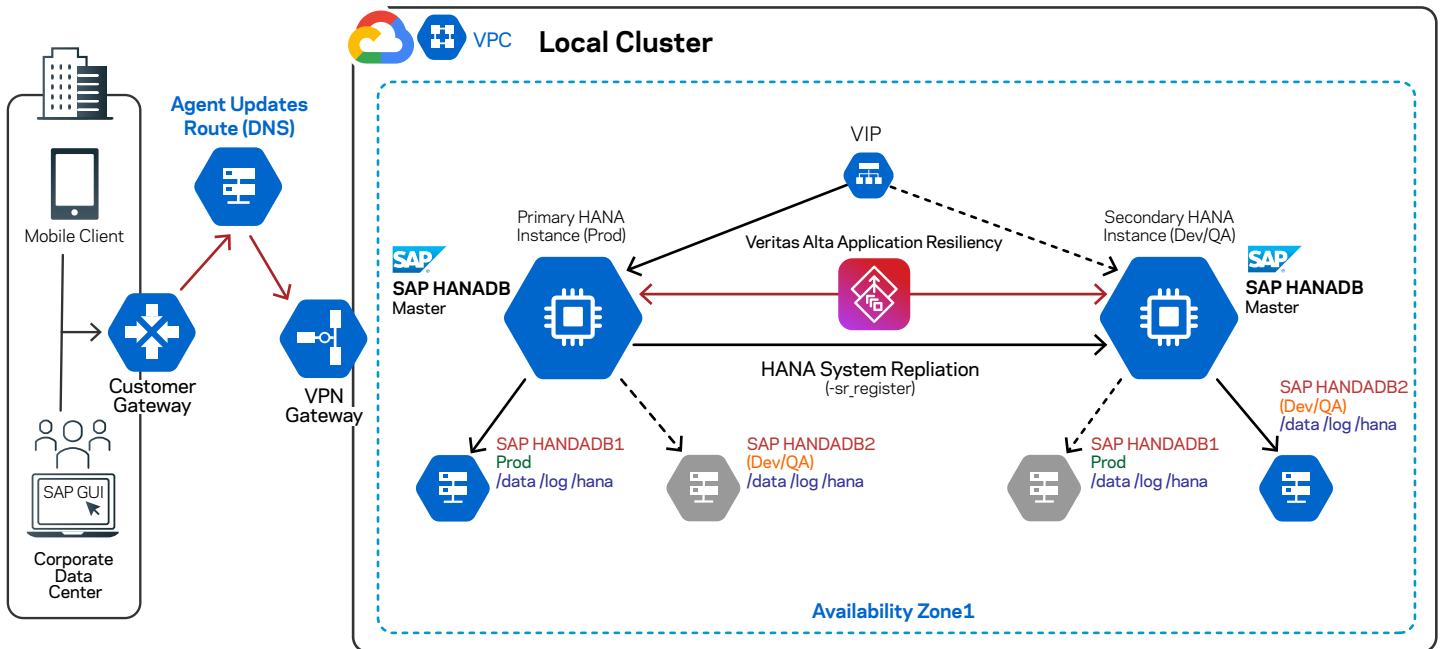 VPC
Local Cluster
Agent Updates
Route (DNS)
Mobile Client
Customer
Gateway
VPN
Gateway
SAP GUI
Corporate
Data
Center
VIP
Primary HANA
Instance (Prod)
Secondary HANA
Instance (Dev/QA)
Veritas Alta Application Resiliency
SAP
SAP HANADB
Master
SAP
SAP HANADB
Master
HANA System Repliation
(-sr_register)
SAP HANDADB1
Prod
/data /log /hana
SAP HANDADB2
(Dev/QA)
/data /log /hana
SAP HANDADB1
Prod
/data /log /hana
SAP HANDADB2
(Dev/QA)
/data /log /hana
Availability Zone1